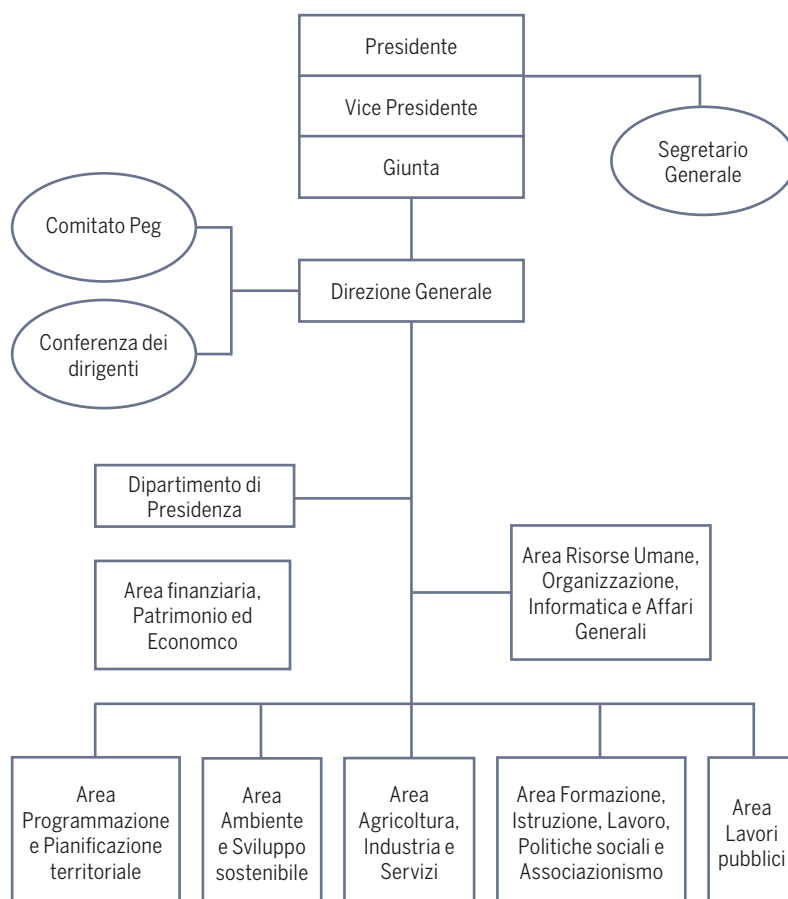 Presidente
Vice Presidente
Giunta
Segretario
Generale
Comitato Peg
Direzione Generale
Conferenza dei
dirigenti
Dipartimento di
Presidenza
Area Risorse Umane,
Organizzazione,
Informatica e Affari
Generali
Area finanziaria,
Patrimonio ed
Economco
Area
Programmazione
e Pianificazione
territoriale
Area
Ambiente
e Sviluppo
sostenibile
Area
Agricoltura,
Industria e
Servizi
Area Formazione,
Istruzione, Lavoro,
Politiche sociali e
Associazionismo
Area
Lavori
pubblici